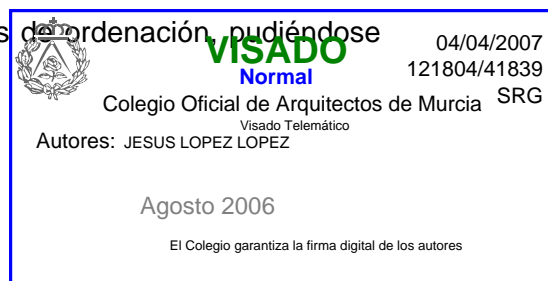 s de ordenación, pudiéndose
VISADO
Normal
04/04/2007
121804/41839
SRG
Colegio Oficial de Arquitectos de Murcia
Visado Telemático
Autores: JESUS LOPEZ LOPEZ
Agosto 2006
El Colegio garantiza la firma digital de los autores